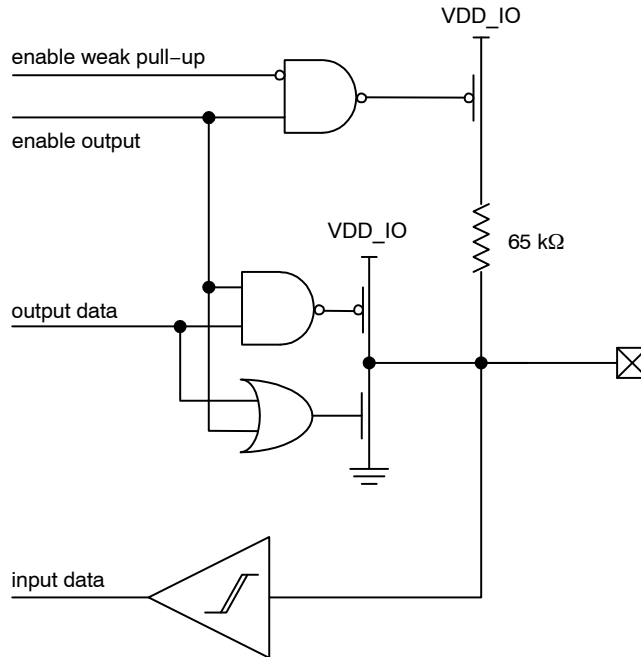 VDD_IO
enable weak pull−up
enable output
VDD_IO
65 kΩ
output data
input data